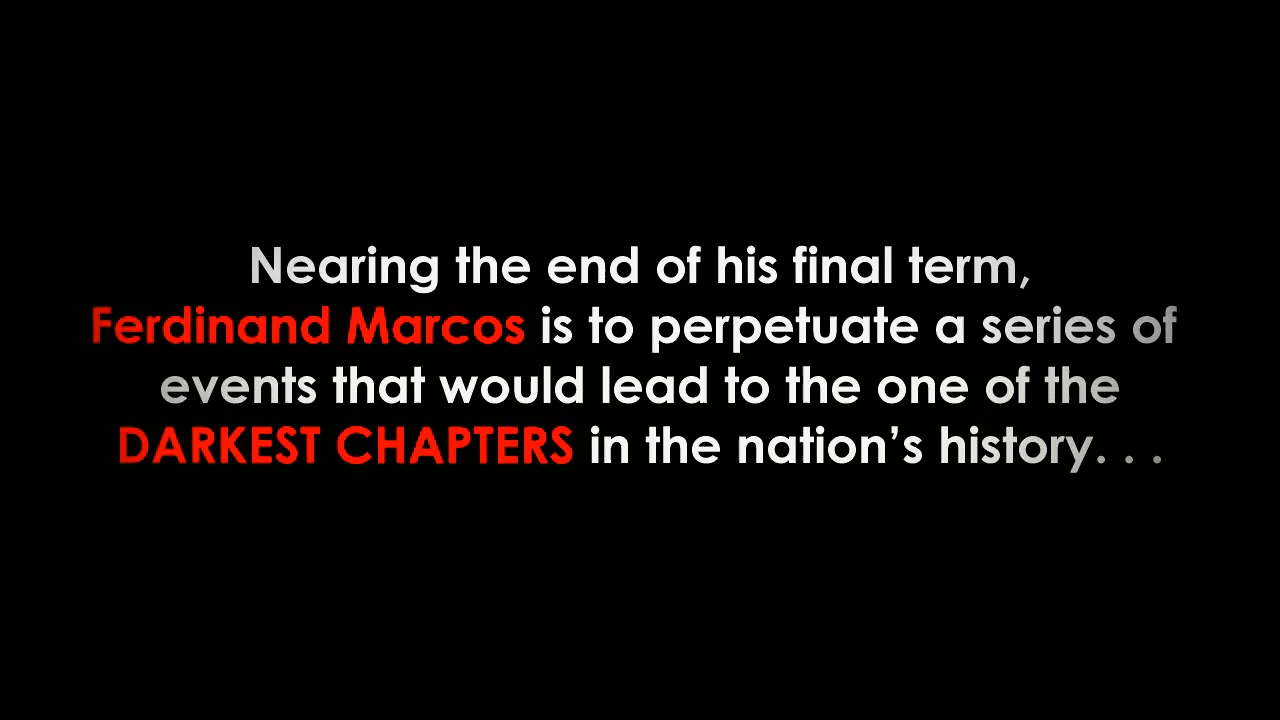 Nearing the end of his final term,
Ferdinand Marcos is to perpetuate a series of
events that would lead to the one of the
DARKEST CHAPTERS in the nation’s history. . .